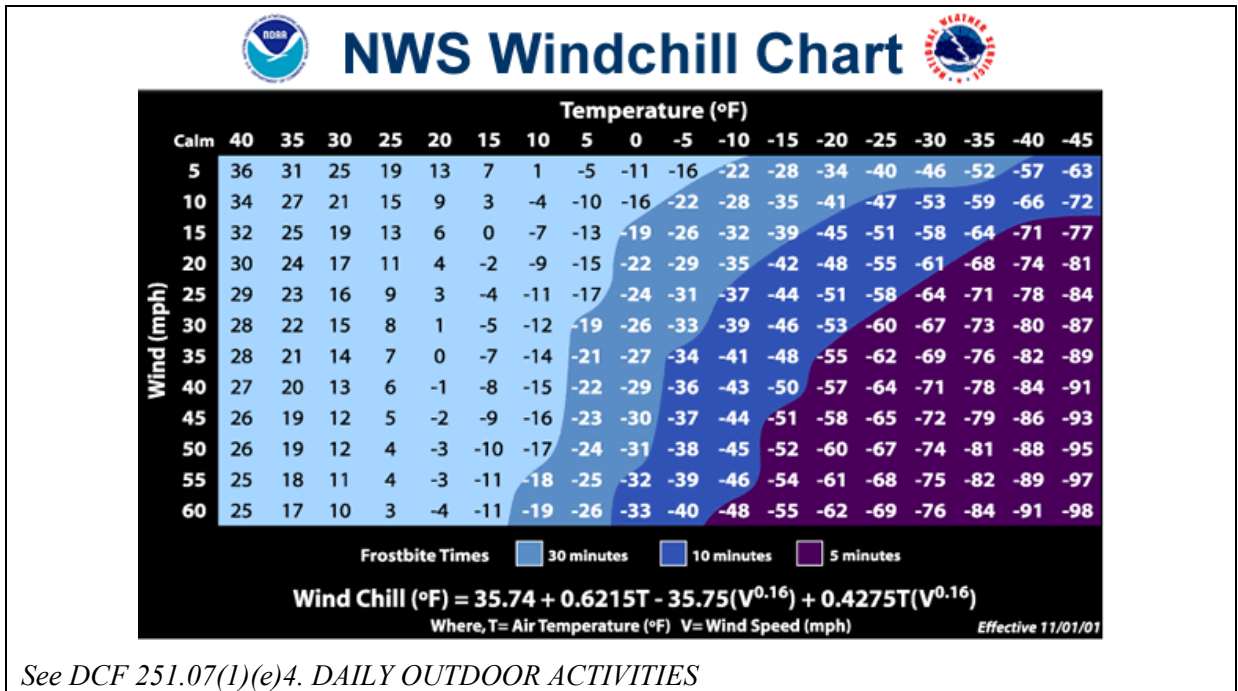 NOAA
NWS Windchill Chart
NATIONAL WEATHER SERVICE
Temperature (ºF)
Calm 40 35 30 25 20 15 10 5 0 -5 -10 -15 -20 -25 -30 -35 -40 -45
Wind (mph)
5 36 31 25 19 13 7 1 -5 -11 -16 -22 -28 -34 -40 -46 -52 -57 -63
10 34 27 21 15 9 3 -4 -10 -16 -22 -28 -35 -41 -47 -53 -59 -66 -72
15 32 25 19 13 6 0 -7 -13 -19 -26 -32 -39 -45 -51 -58 -64 -71 -77
20 30 24 17 11 4 -2 -9 -15 -22 -29 -35 -42 -48 -55 -61 -68 -74 -81
25 29 23 16 9 3 -4 -11 -17 -24 -31 -37 -44 -51 -58 -64 -71 -78 -84
30 28 22 15 8 1 -5 -12 -19 -26 -33 -39 -46 -53 -60 -67 -73 -80 -87
35 28 21 14 7 0 -7 -14 -21 -27 -34 -41 -48 -55 -62 -69 -76 -82 -89
40 27 20 13 6 -1 -8 -15 -22 -29 -36 -43 -50 -57 -64 -71 -78 -84 -91
45 26 19 12 5 -2 -9 -16 -23 -30 -37 -44 -51 -58 -65 -72 -79 -86 -93
50 26 19 12 4 -3 -10 -17 -24 -31 -38 -45 -52 -60 -67 -74 -81 -88 -95
55 25 18 11 4 -3 -11 -18 -25 -32 -39 -46 -54 -61 -68 -75 -82 -89 -97
60 25 17 10 3 -4 -11 -19 -26 -33 -40 -48 -55 -62 -69 -76 -84 -91 -98
Frostbite Times 30 minutes 10 minutes 5 minutes
Wind Chill (ºF) = 35.74 + 0.6215T - 35.75(V^0.16) + 0.4275T(V^0.16)
Where, T= Air Temperature (ºF) V= Wind Speed (mph) Effective 11/01/01
See DCF 251.07(1)(e)4. DAILY OUTDOOR ACTIVITIES